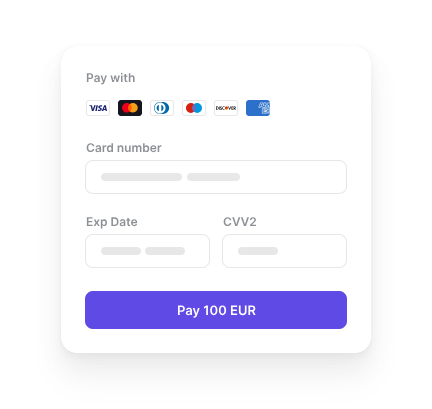 Pay with
VISA DISCOVER
Card number
Exp Date CVV2
Pay 100 EUR